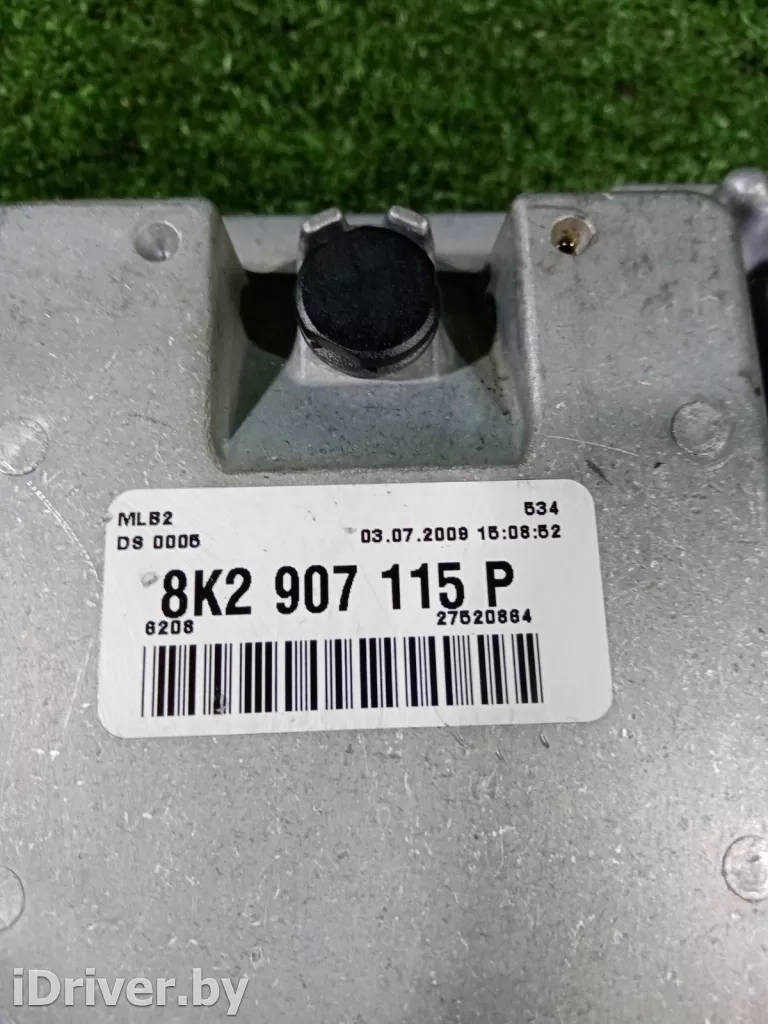 MLB2 534
DS 0005 03.07.2009 15:08:52
8K2 907 115 P
6208 27520864
iDriver.by